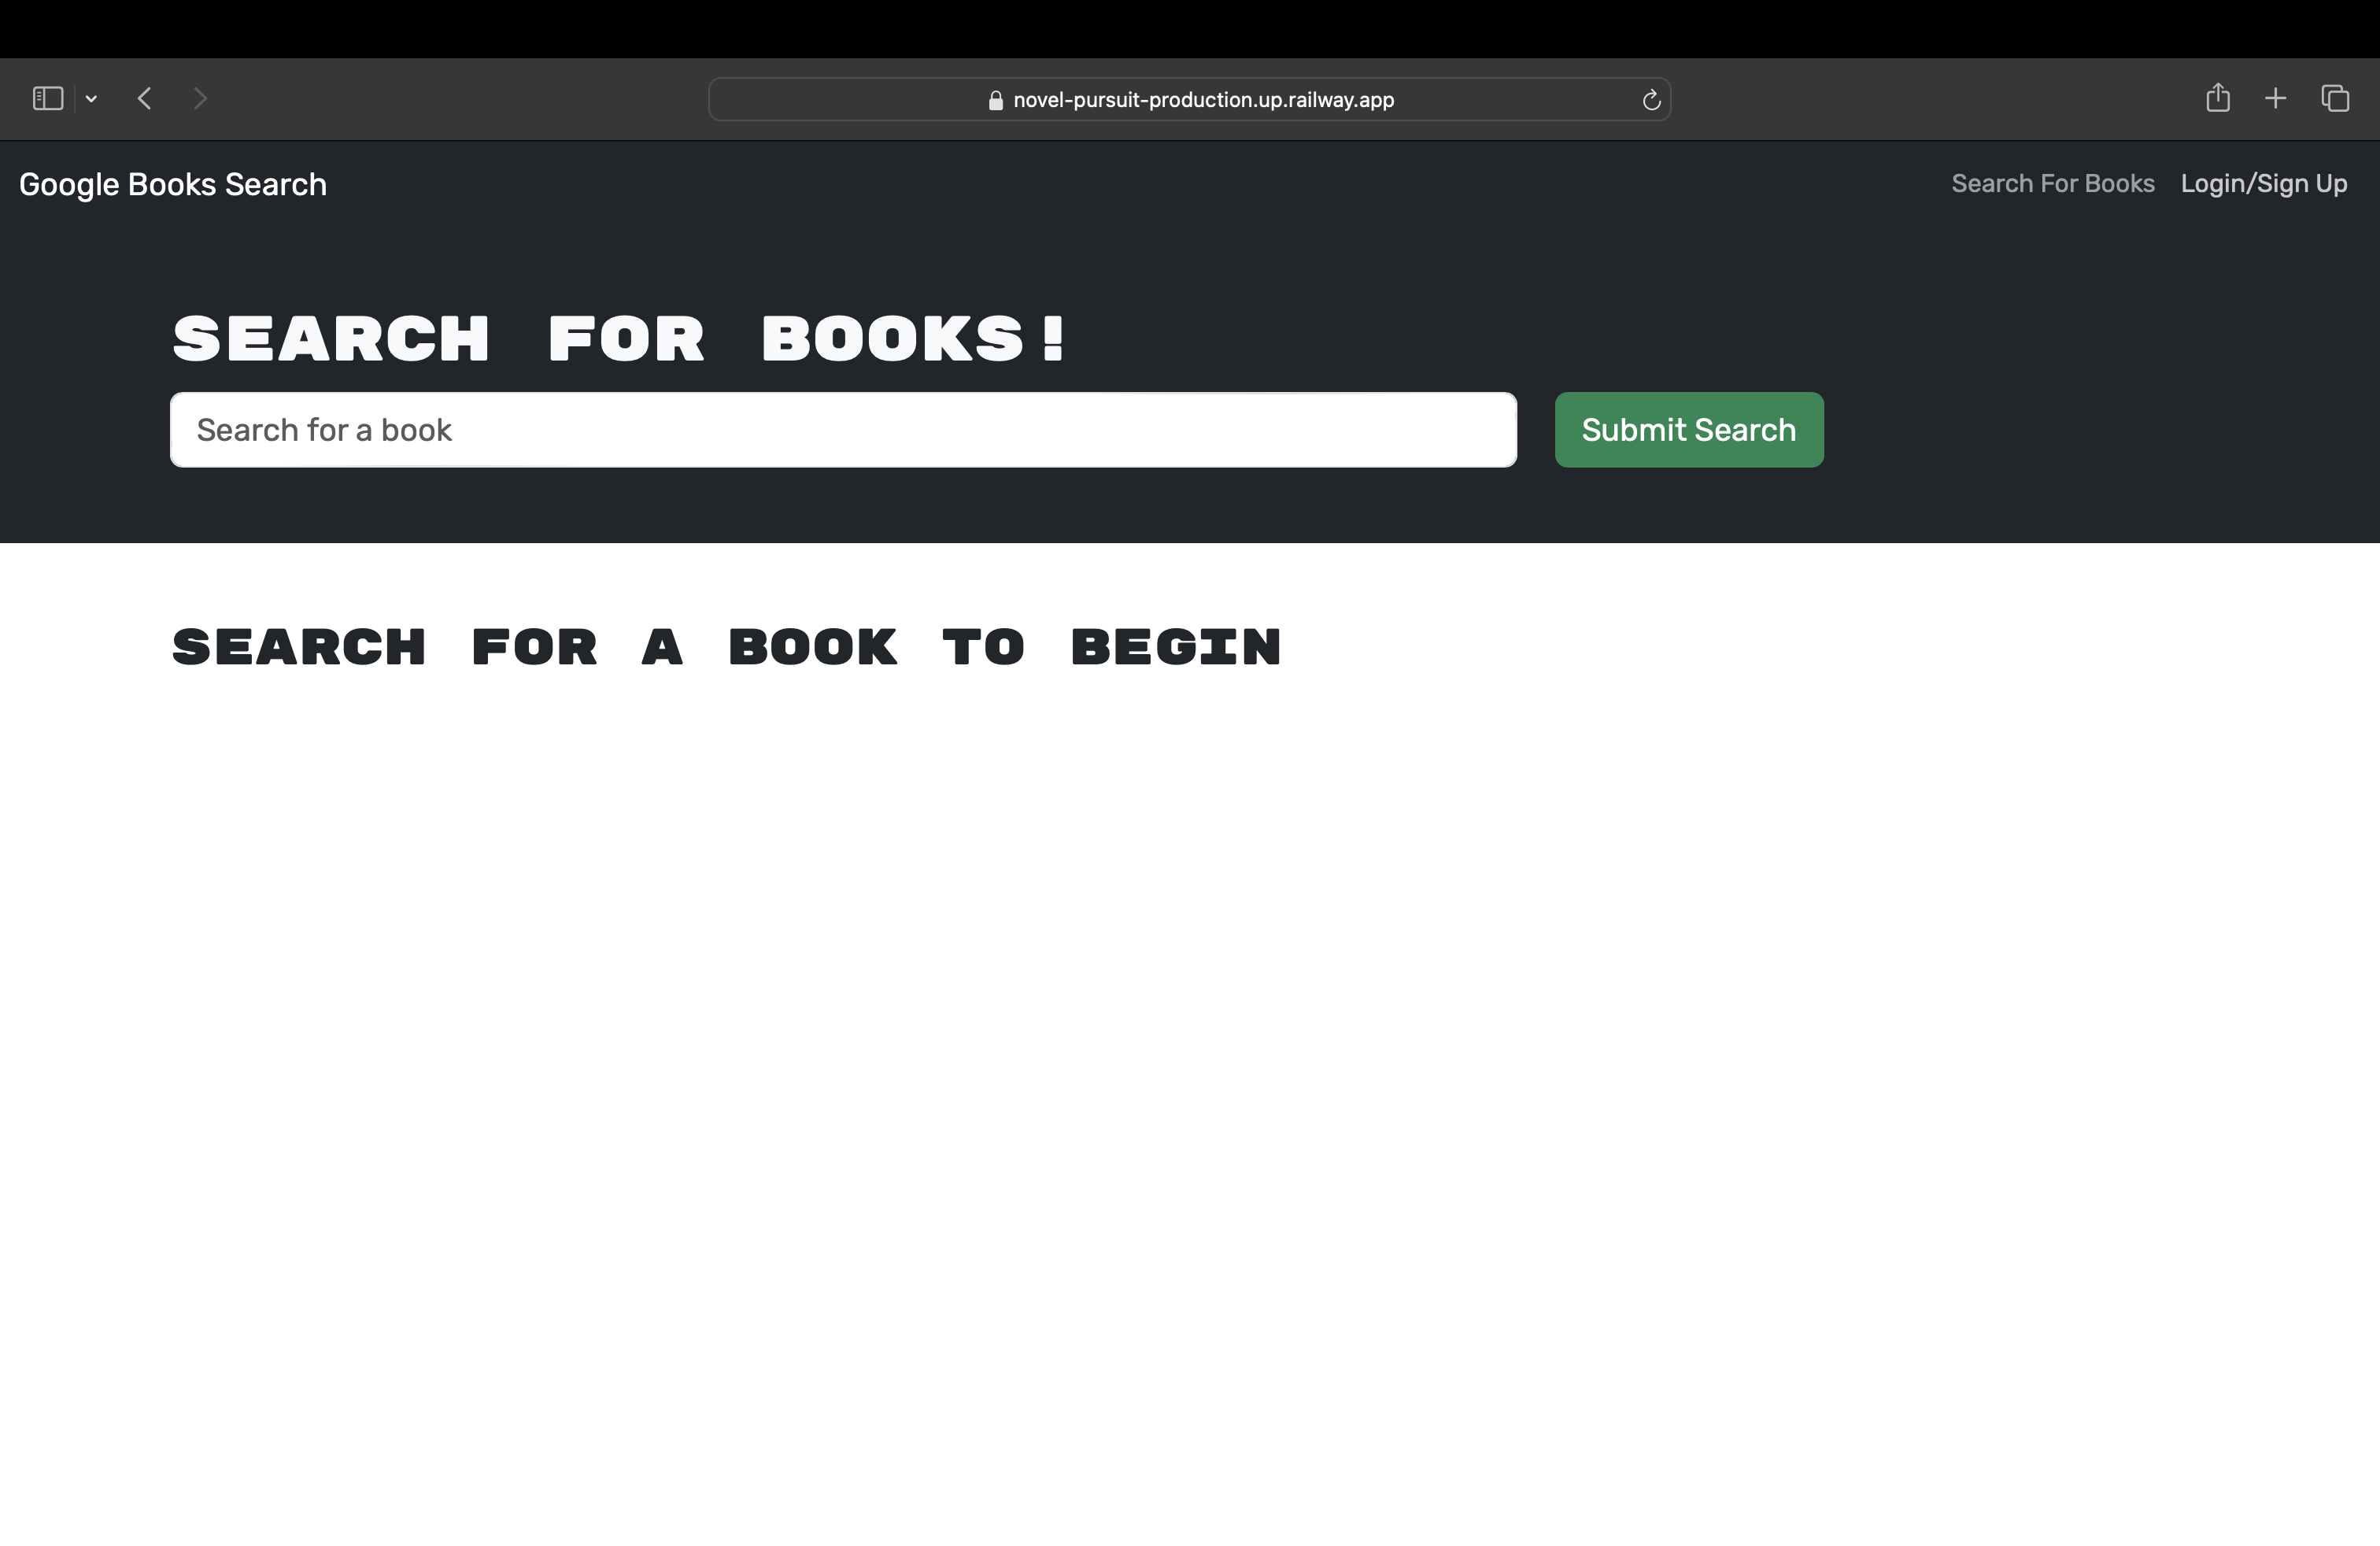 novel-pursuit-production.up.railway.app
Google Books Search
Search For Books
Login/Sign Up
SEARCH FOR BOOKS!
Search for a book
Submit Search
SEARCH FOR A BOOK TO BEGIN